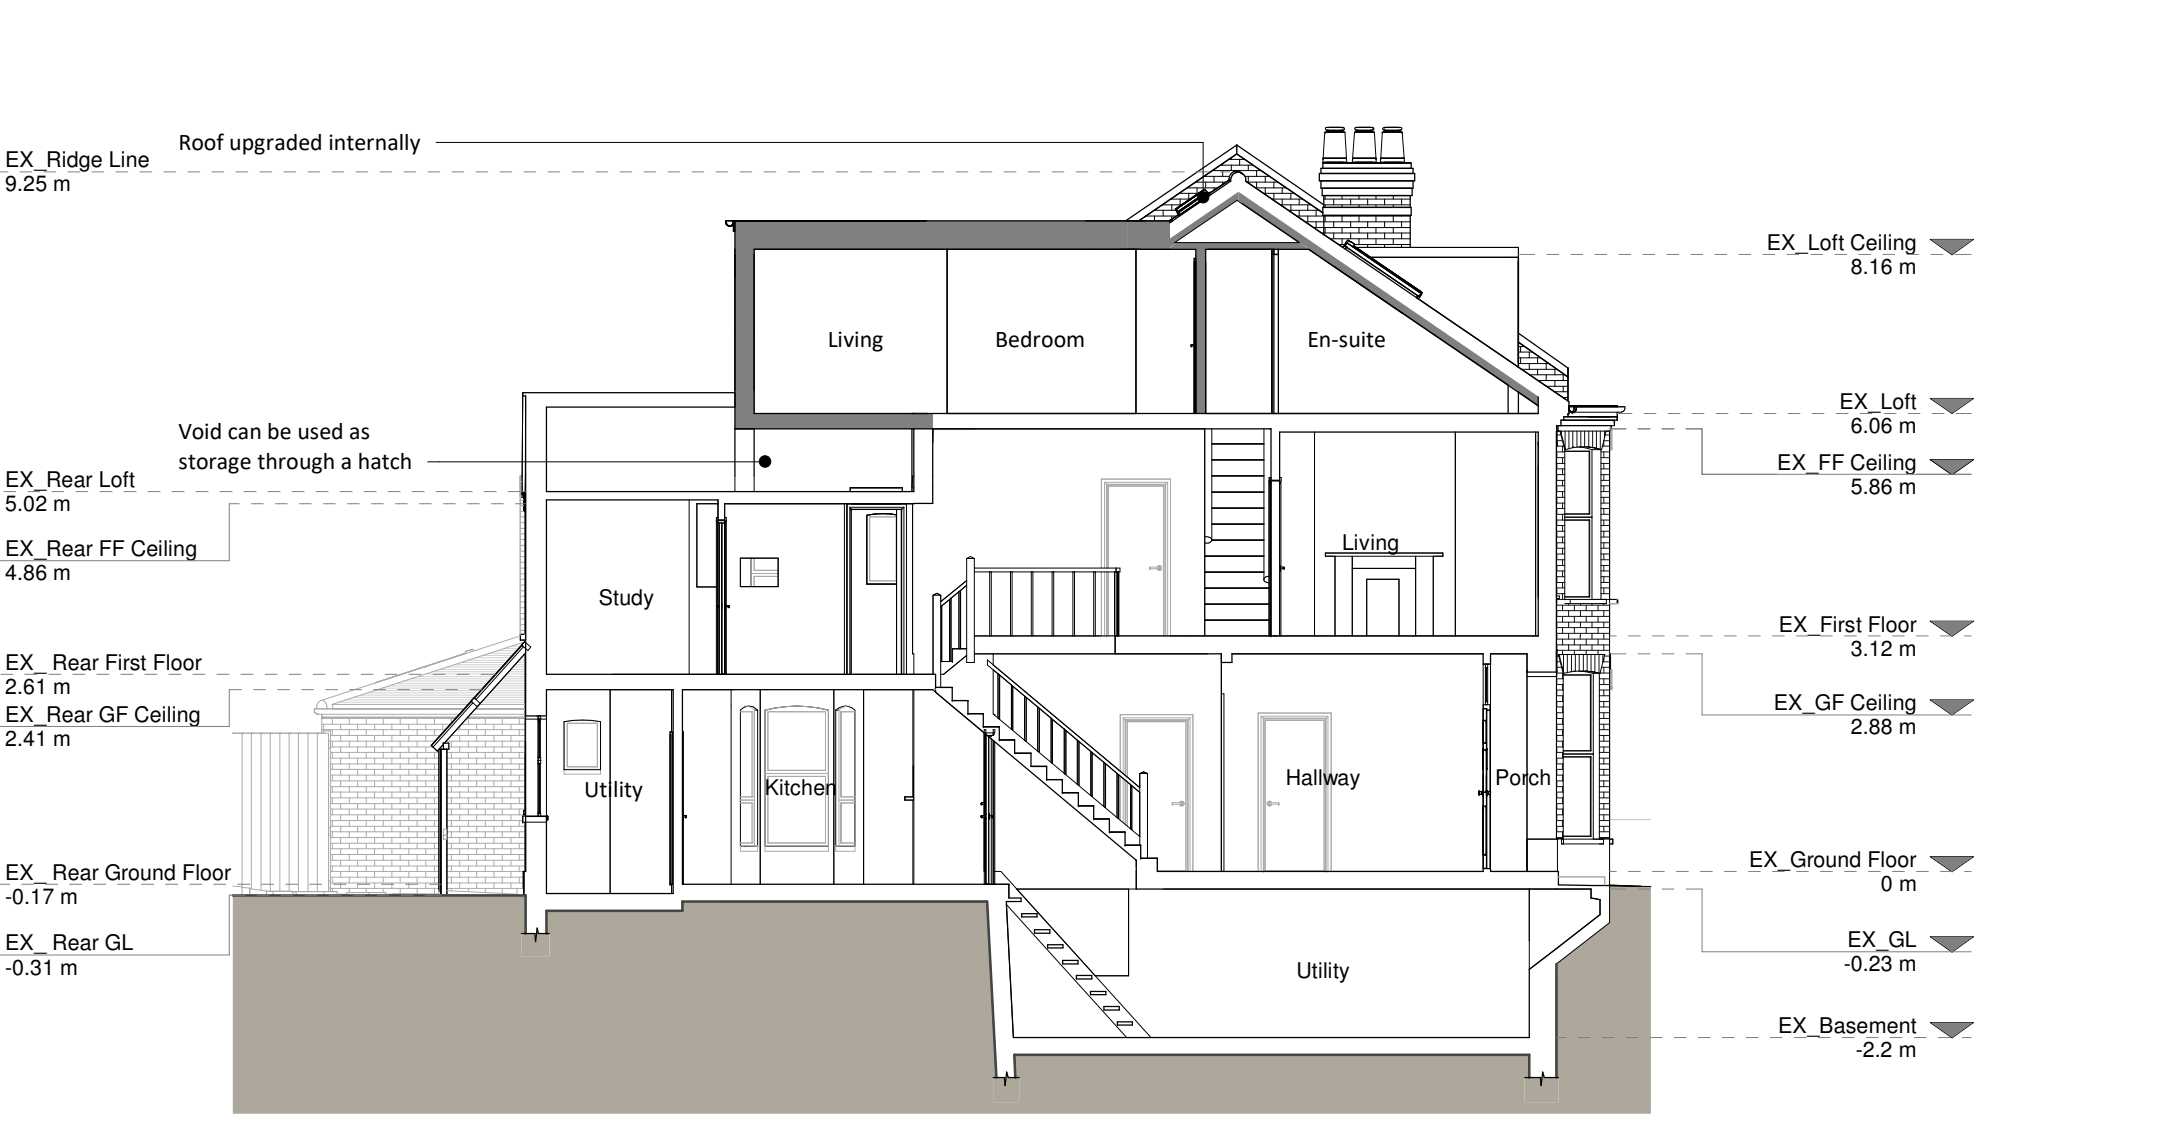 Roof upgraded internally
EX_Ridge Line
9.25 m
EX_Loft Ceiling
8.16 m
Living
Bedroom
En-suite
EX_Loft
6.06 m
Void can be used as
storage through a hatch
EX_FF Ceiling
5.86 m
EX_Rear Loft
5.02 m
EX_Rear FF Ceiling
4.86 m
Living
Study
EX_First Floor
3.12 m
EX_ Rear First Floor
2.61 m
EX_Rear GF Ceiling
2.41 m
EX_GF Ceiling
2.88 m
Utility
Kitchen
Hallway
Porch
EX_ Rear Ground Floor
-0.17 m
EX_Ground Floor
0 m
EX_ Rear GL
-0.31 m
EX_GL
-0.23 m
Utility
EX_Basement
-2.2 m